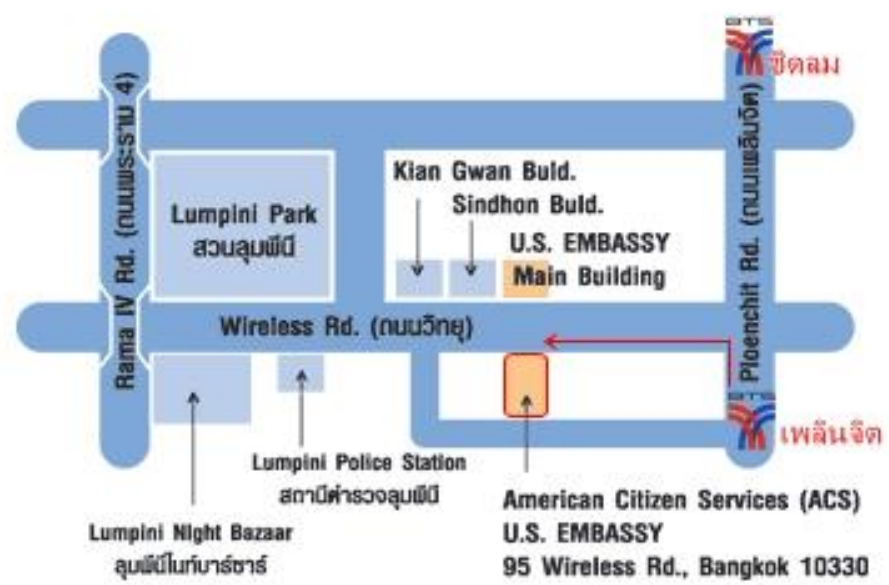 BTS
ชิดลม
Rama IV Rd. (ถนนพระราม 4)
Ploenchit Rd. (ถนนเพลินจิต)
Kian Gwan Buld.
Sindhon Buld.
Lumpini Park
สวนลุมพินี
U.S. EMBASSY
Main Building
Wireless Rd. (ถนนวิทยุ)
BTS
เพลินจิต
Lumpini Police Station
สถานีตำรวจลุมพินี
American Citizen Services (ACS)
U.S. EMBASSY
95 Wireless Rd., Bangkok 10330
Lumpini Night Bazaar
ลุมพินีไนท์บาร์ซาร์